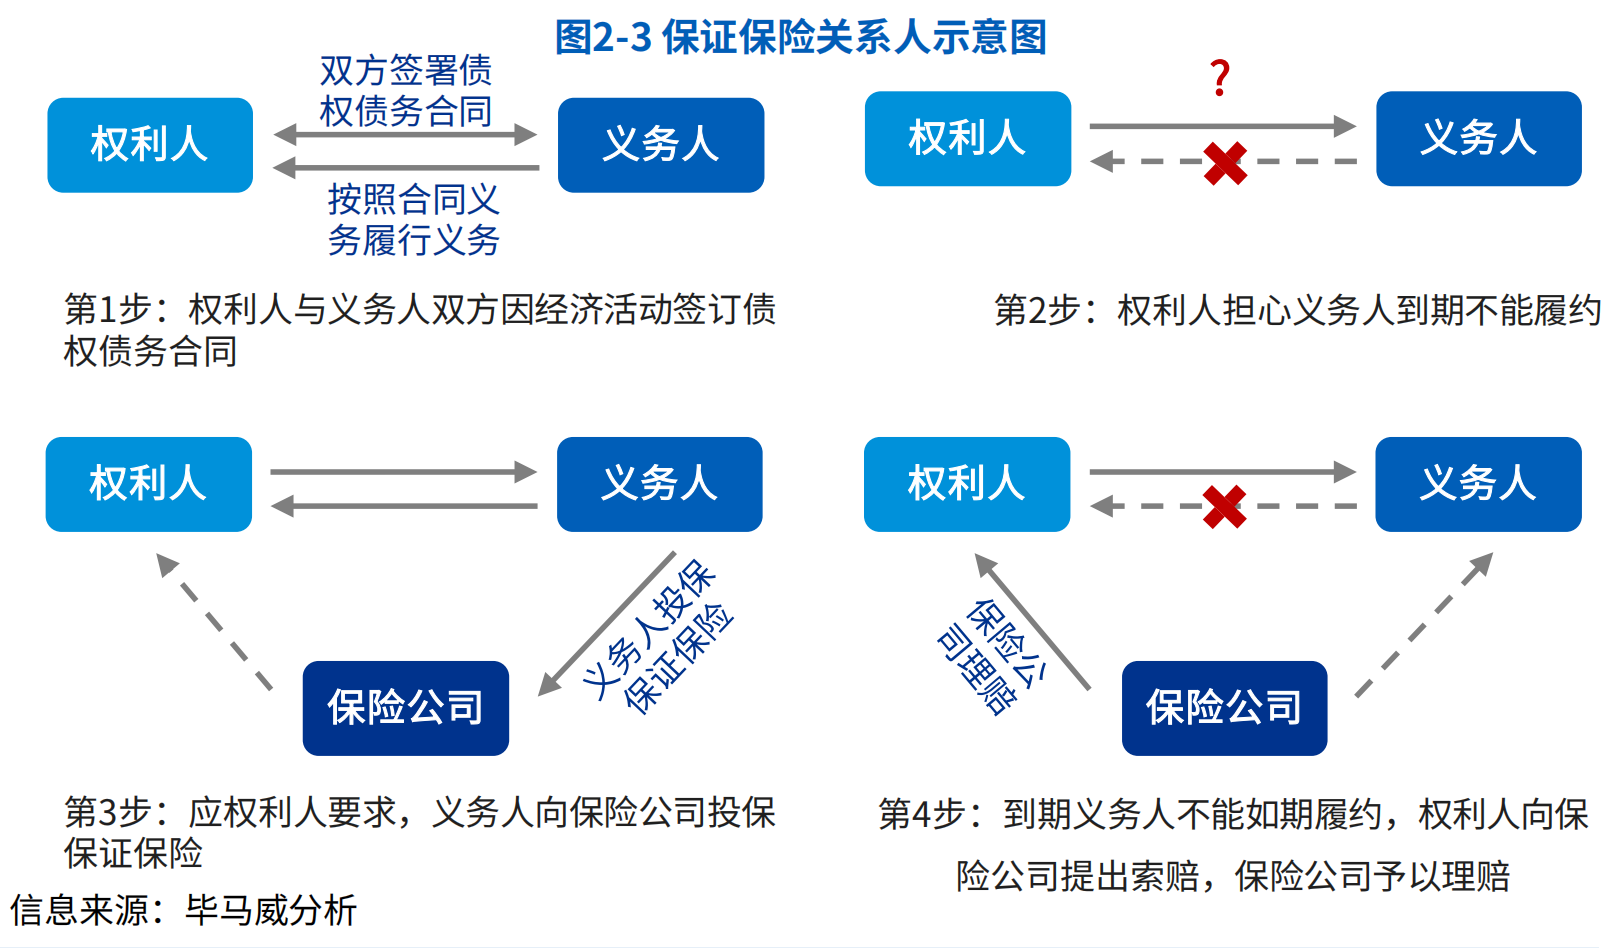 图2-3 保证保险关系人示意图
双方签署债
权债务合同
权利人
义务人
按照合同义
务履行义务
?
权利人
义务人
第1步：权利人与义务人双方因经济活动签订债
权债务合同
第2步：权利人担心义务人到期不能履约
权利人
义务人
义务人投保
保证保险
保险公司
权利人
义务人
保险公
司理赔
保险公司
第3步：应权利人要求，义务人向保险公司投保
保证保险
第4步：到期义务人不能如期履约，权利人向保
险公司提出索赔，保险公司予以理赔
信息来源：毕马威分析